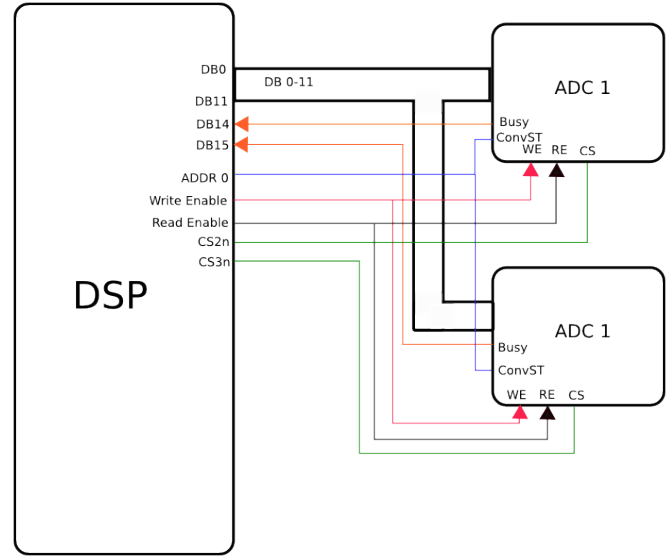 DB0
DB 0-11
DB11
DB14
DB15
ADDR 0
Write Enable
Read Enable
CS2n
CS3n
DSP
ADC 1
Busy
ConvST
WE RE CS
ADC 1
Busy
ConvST
WE RE CS